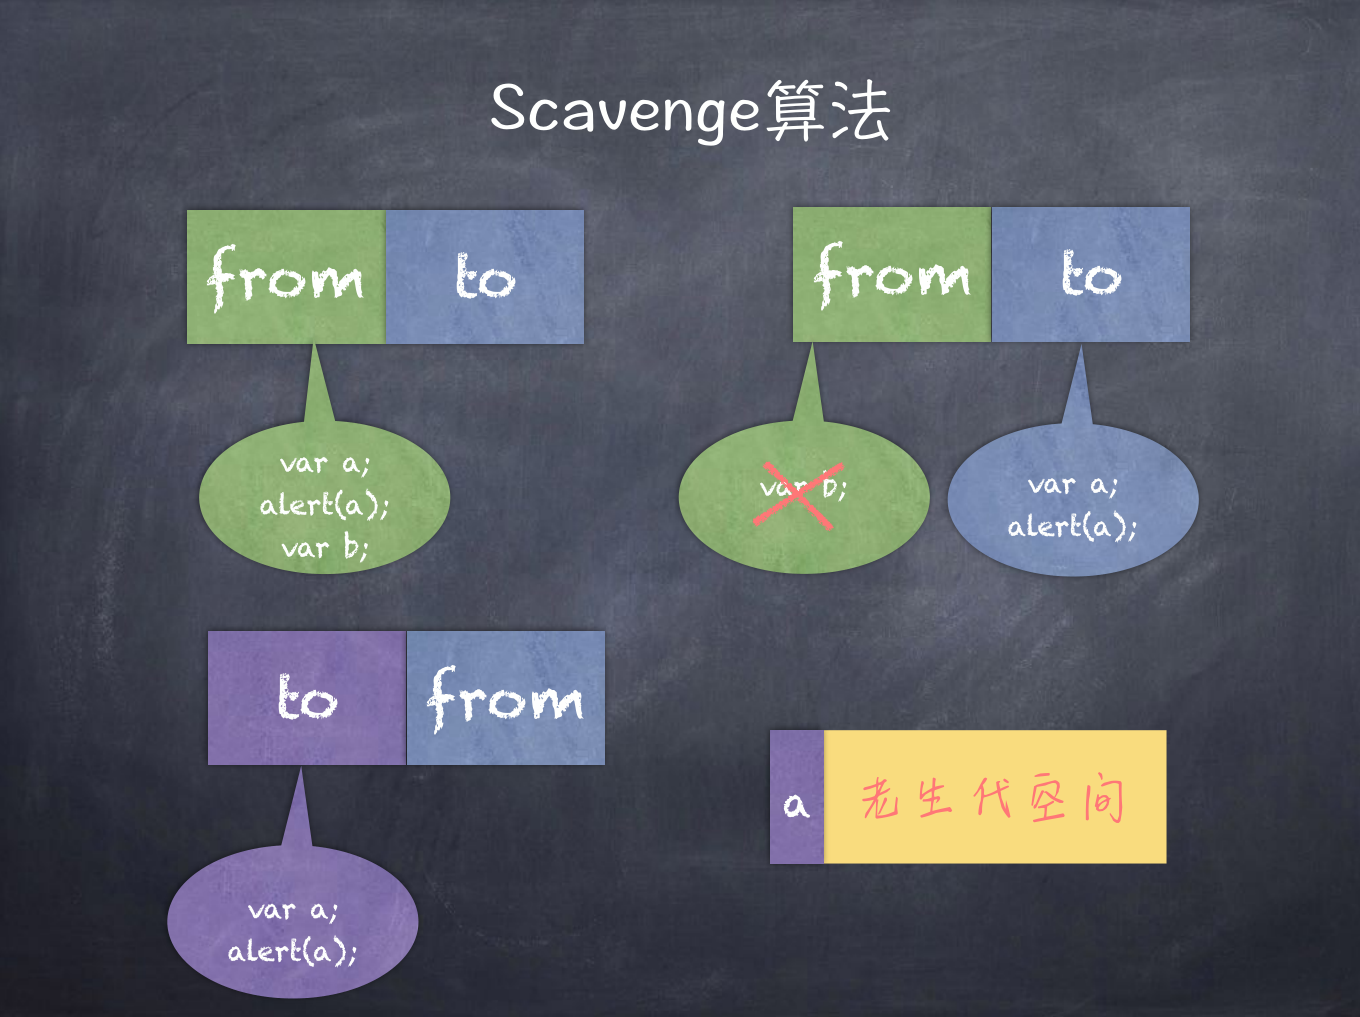 Scavenge算法
from
to
from
to
var a;
alert(a);
var b;
var b;
var a;
alert(a);
to
from
a
老生代空间
var a;
alert(a);